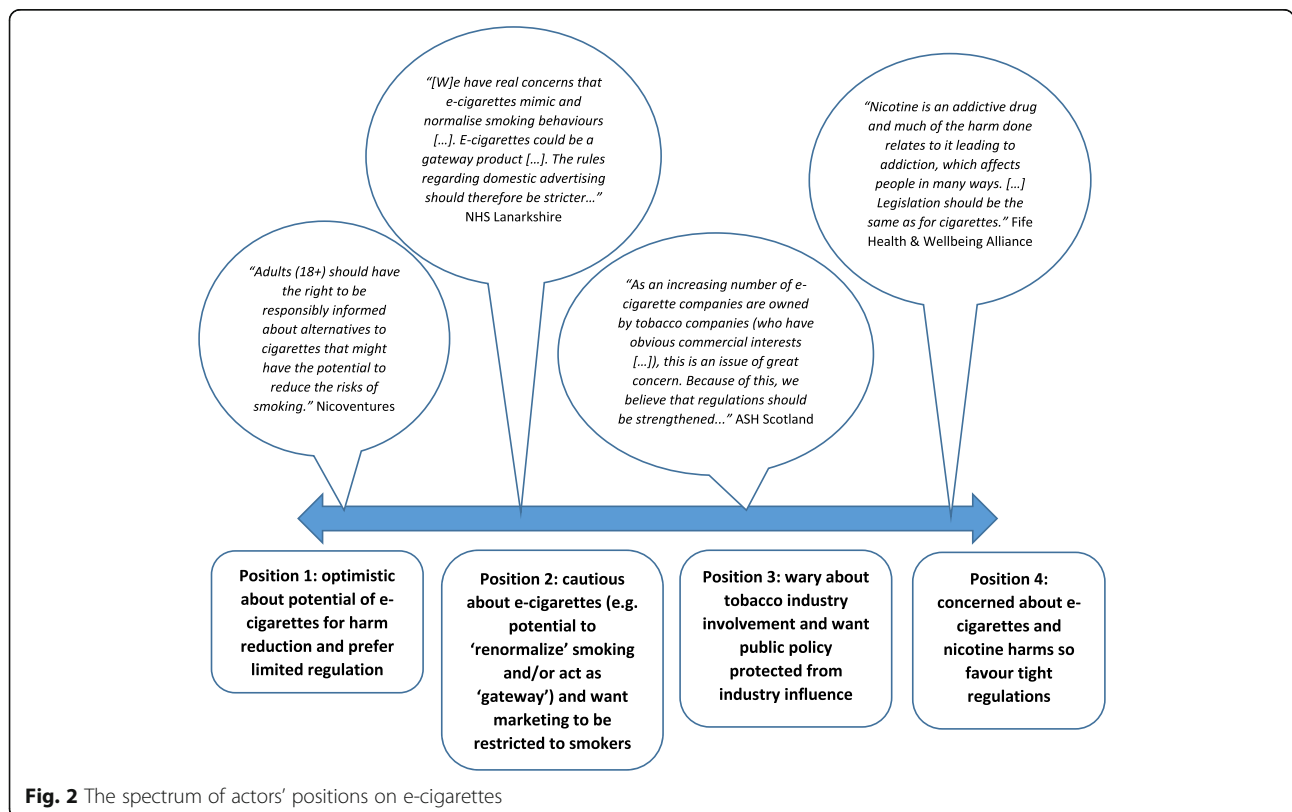 “[W]e have real concerns that
e-cigarettes mimic and
normalise smoking behaviours
[…]. E-cigarettes could be a
gateway product […]. The rules
regarding domestic advertising
should therefore be stricter…”
NHS Lanarkshire
“Nicotine is an addictive drug
and much of the harm done
relates to it leading to
addiction, which affects
people in many ways. […]
Legislation should be the
same as for cigarettes.” Fife
Health & Wellbeing Alliance
“Adults (18+) should have
the right to be
responsibly informed
about alternatives to
cigarettes that might
have the potential to
reduce the risks of
smoking.” Nicoventures
“As an increasing number of e-
cigarette companies are owned
by tobacco companies (who have
obvious commercial interests
[…]), this is an issue of great
concern. Because of this, we
believe that regulations should
be strengthened...” ASH Scotland
Position 1: optimistic
about potential of e-
cigarettes for harm
reduction and prefer
limited regulation
Position 2: cautious
about e-cigarettes (e.g.
potential to
‘renormalize’ smoking
and/or act as
‘gateway’) and want
marketing to be
restricted to smokers
Position 3: wary about
tobacco industry
involvement and want
public policy
protected from
industry influence
Position 4:
concerned about e-
cigarettes and
nicotine harms so
favour tight
regulations
Fig. 2 The spectrum of actors’ positions on e-cigarettes